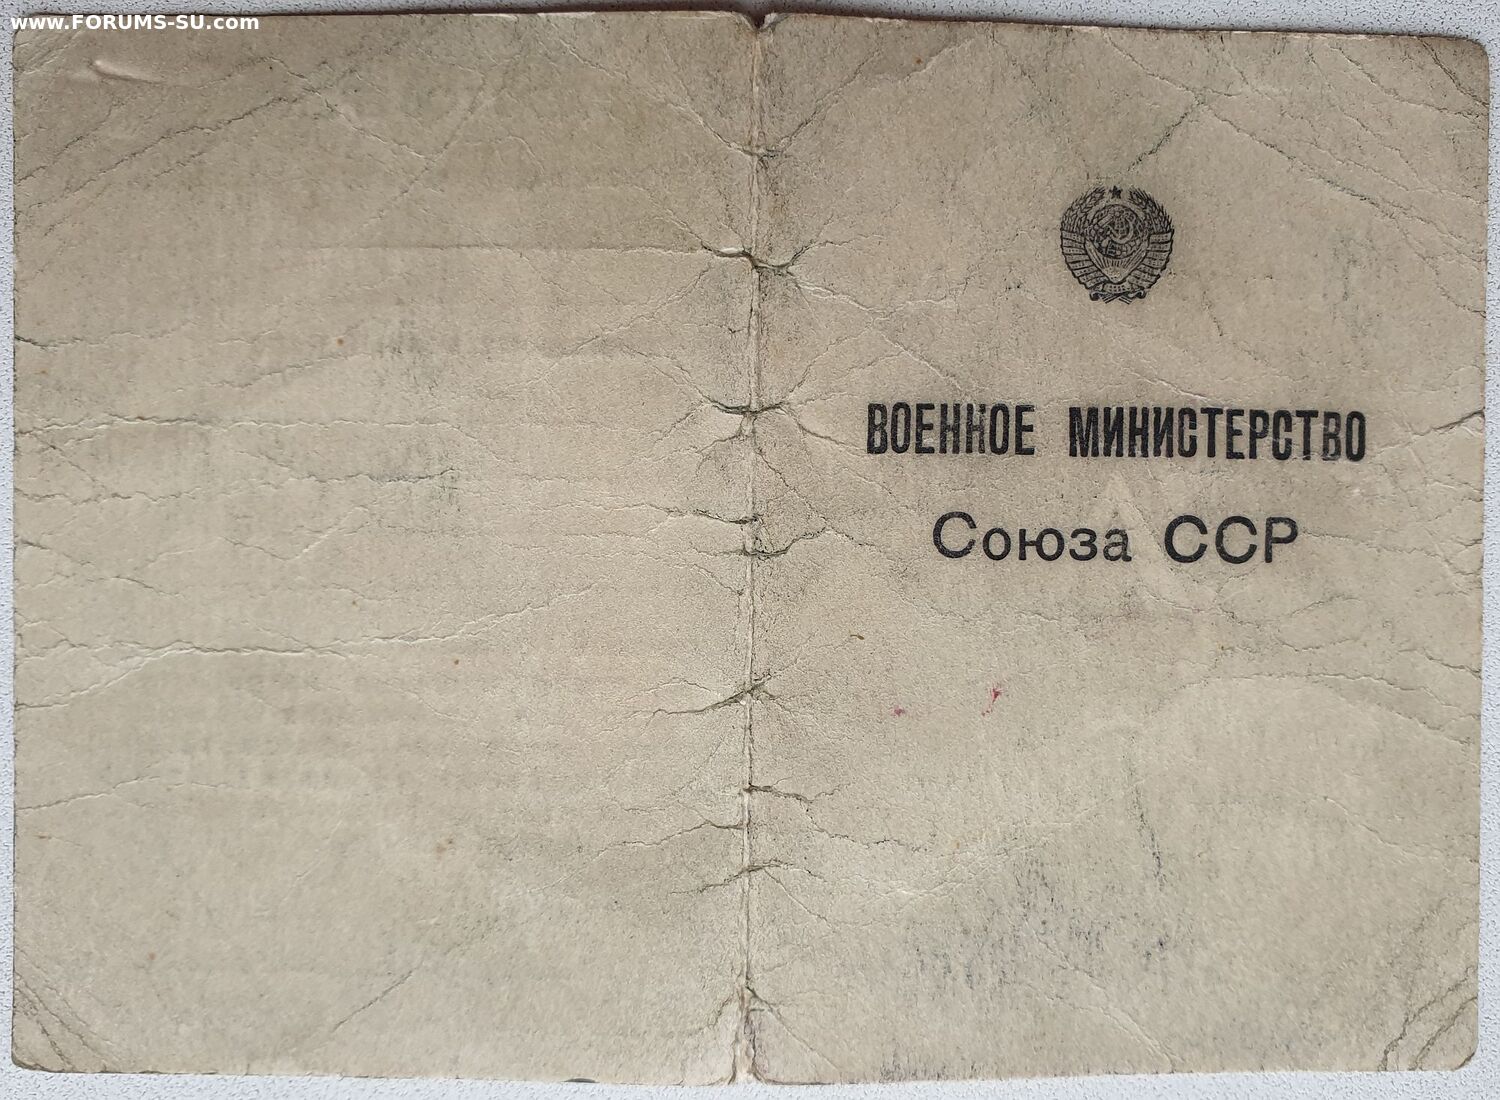 www.FORUMS-SU.com
ВОЕННОЕ МИНИСТЕРСТВО
Союза ССР